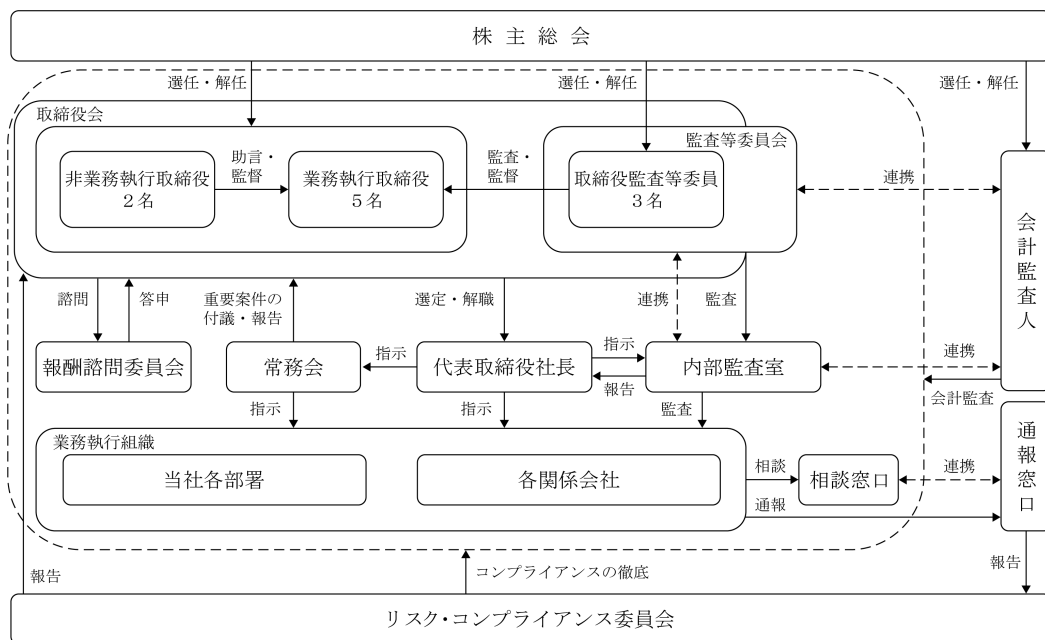 株主総会
選任・解任
選任・解任
選任・解任
取締役会
監査等委員会
非業務執行取締役
2名
助言・
監督
業務執行取締役
5名
監査・
監督
取締役監査等委員
3名
連携
会計監査人
諮問
答申
重要案件の
付議・報告
選定・解職
連携
監査
報酬諮問委員会
常務会
指示
代表取締役社長
指示
報告
内部監査室
連携
会計監査
指示
指示
監査
業務執行組織
当社各部署
各関係会社
相談
相談窓口
連携
通報窓口
通報
報告
コンプライアンスの徹底
報告
リスク・コンプライアンス委員会